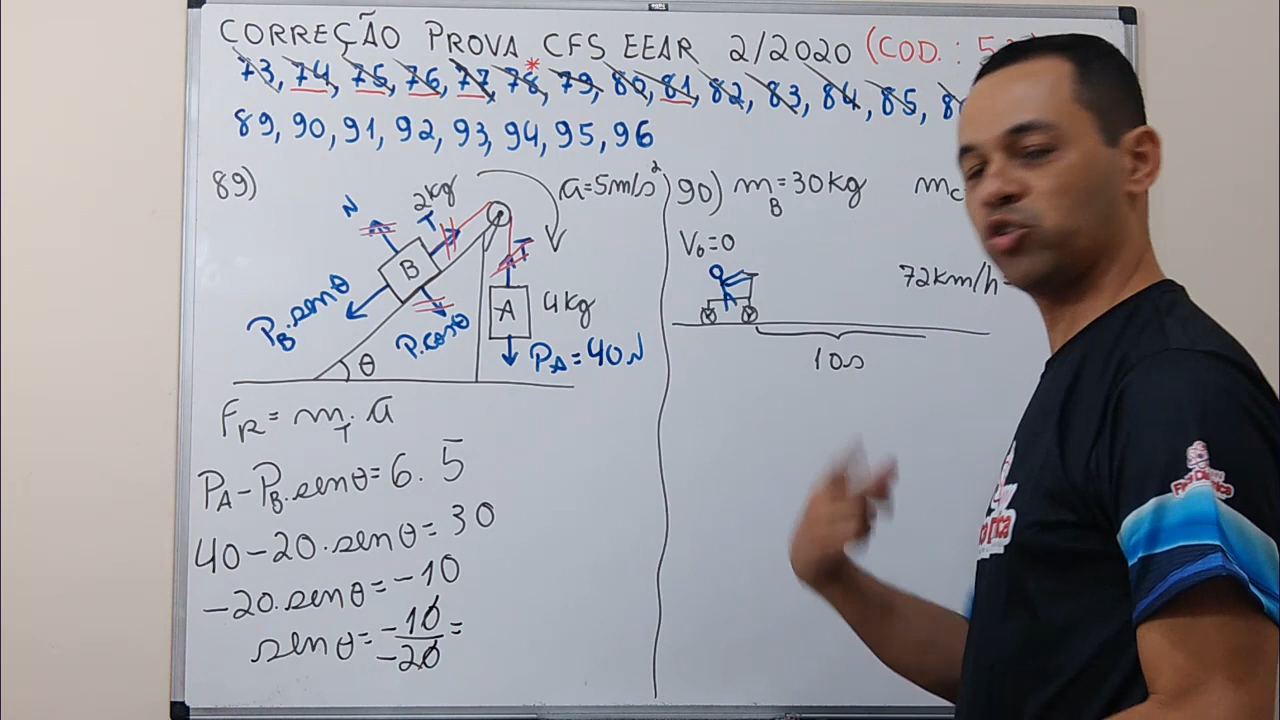 CORREÇÃO PROVA CFS EEAR 2/2020 (COD.: 5
73, 74, 75, 76, 77, 78*, 79, 80, 81, 82, 83, 84, 85, 8
89, 90, 91, 92, 93, 94, 95, 96
89)
a=5m/s²
N
2kg
T
B
P_B.senθ
P.cosθ
θ
T
A
4kg
P_A=40N
F_R=m_T.a
P_A-P_B.senθ=6.5
40-20.senθ=30
-20.senθ=-10
senθ=-10/-20=
90) m_B=30kg m_C
V₀=0
72km/h-
10s